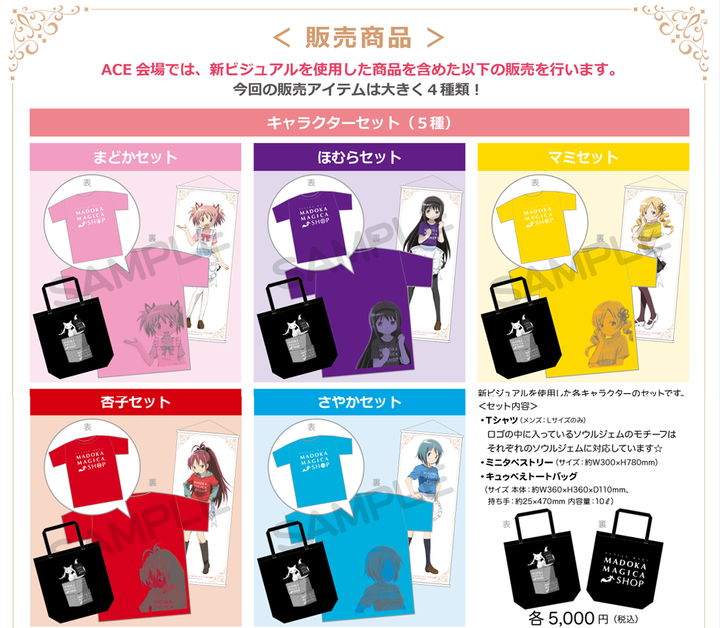 < 販売商品 >
ACE 会場では、新ビジュアルを使用した商品を含めた以下の販売を行います。
今回の販売アイテムは大きく４種類！
キャラクターセット（５種）
まどかセット
表
MADOKA
MAGICA
SHOP
裏
SAMPLE
ほむらセット
表
MADOKA
MAGICA
SHOP
裏
SAMPLE
マミセット
表
MADOKA
MAGICA
SHOP
裏
SAMPLE
杏子セット
表
MADOKA
MAGICA
SHOP
裏
SAMPLE
さやかセット
表
MADOKA
MAGICA
SHOP
裏
SAMPLE
新ビジュアルを使用した各キャラクターのセットです。
＜セット内容＞
・Tシャツ（メンズ：Lサイズのみ）
ロゴの中に入っているソウルジェムのモチーフは
それぞれのソウルジェムに対応しています☆
・ミニタペストリー（サイズ：約W300×H780mm）
・キュゥべえトートバッグ
（サイズ 本体：約W360×H360×D110mm、
持ち手：約25×470mm 内容量：10ℓ）
表
裏
MADOKA
MAGICA
SHOP
各 5,000 円（税込）